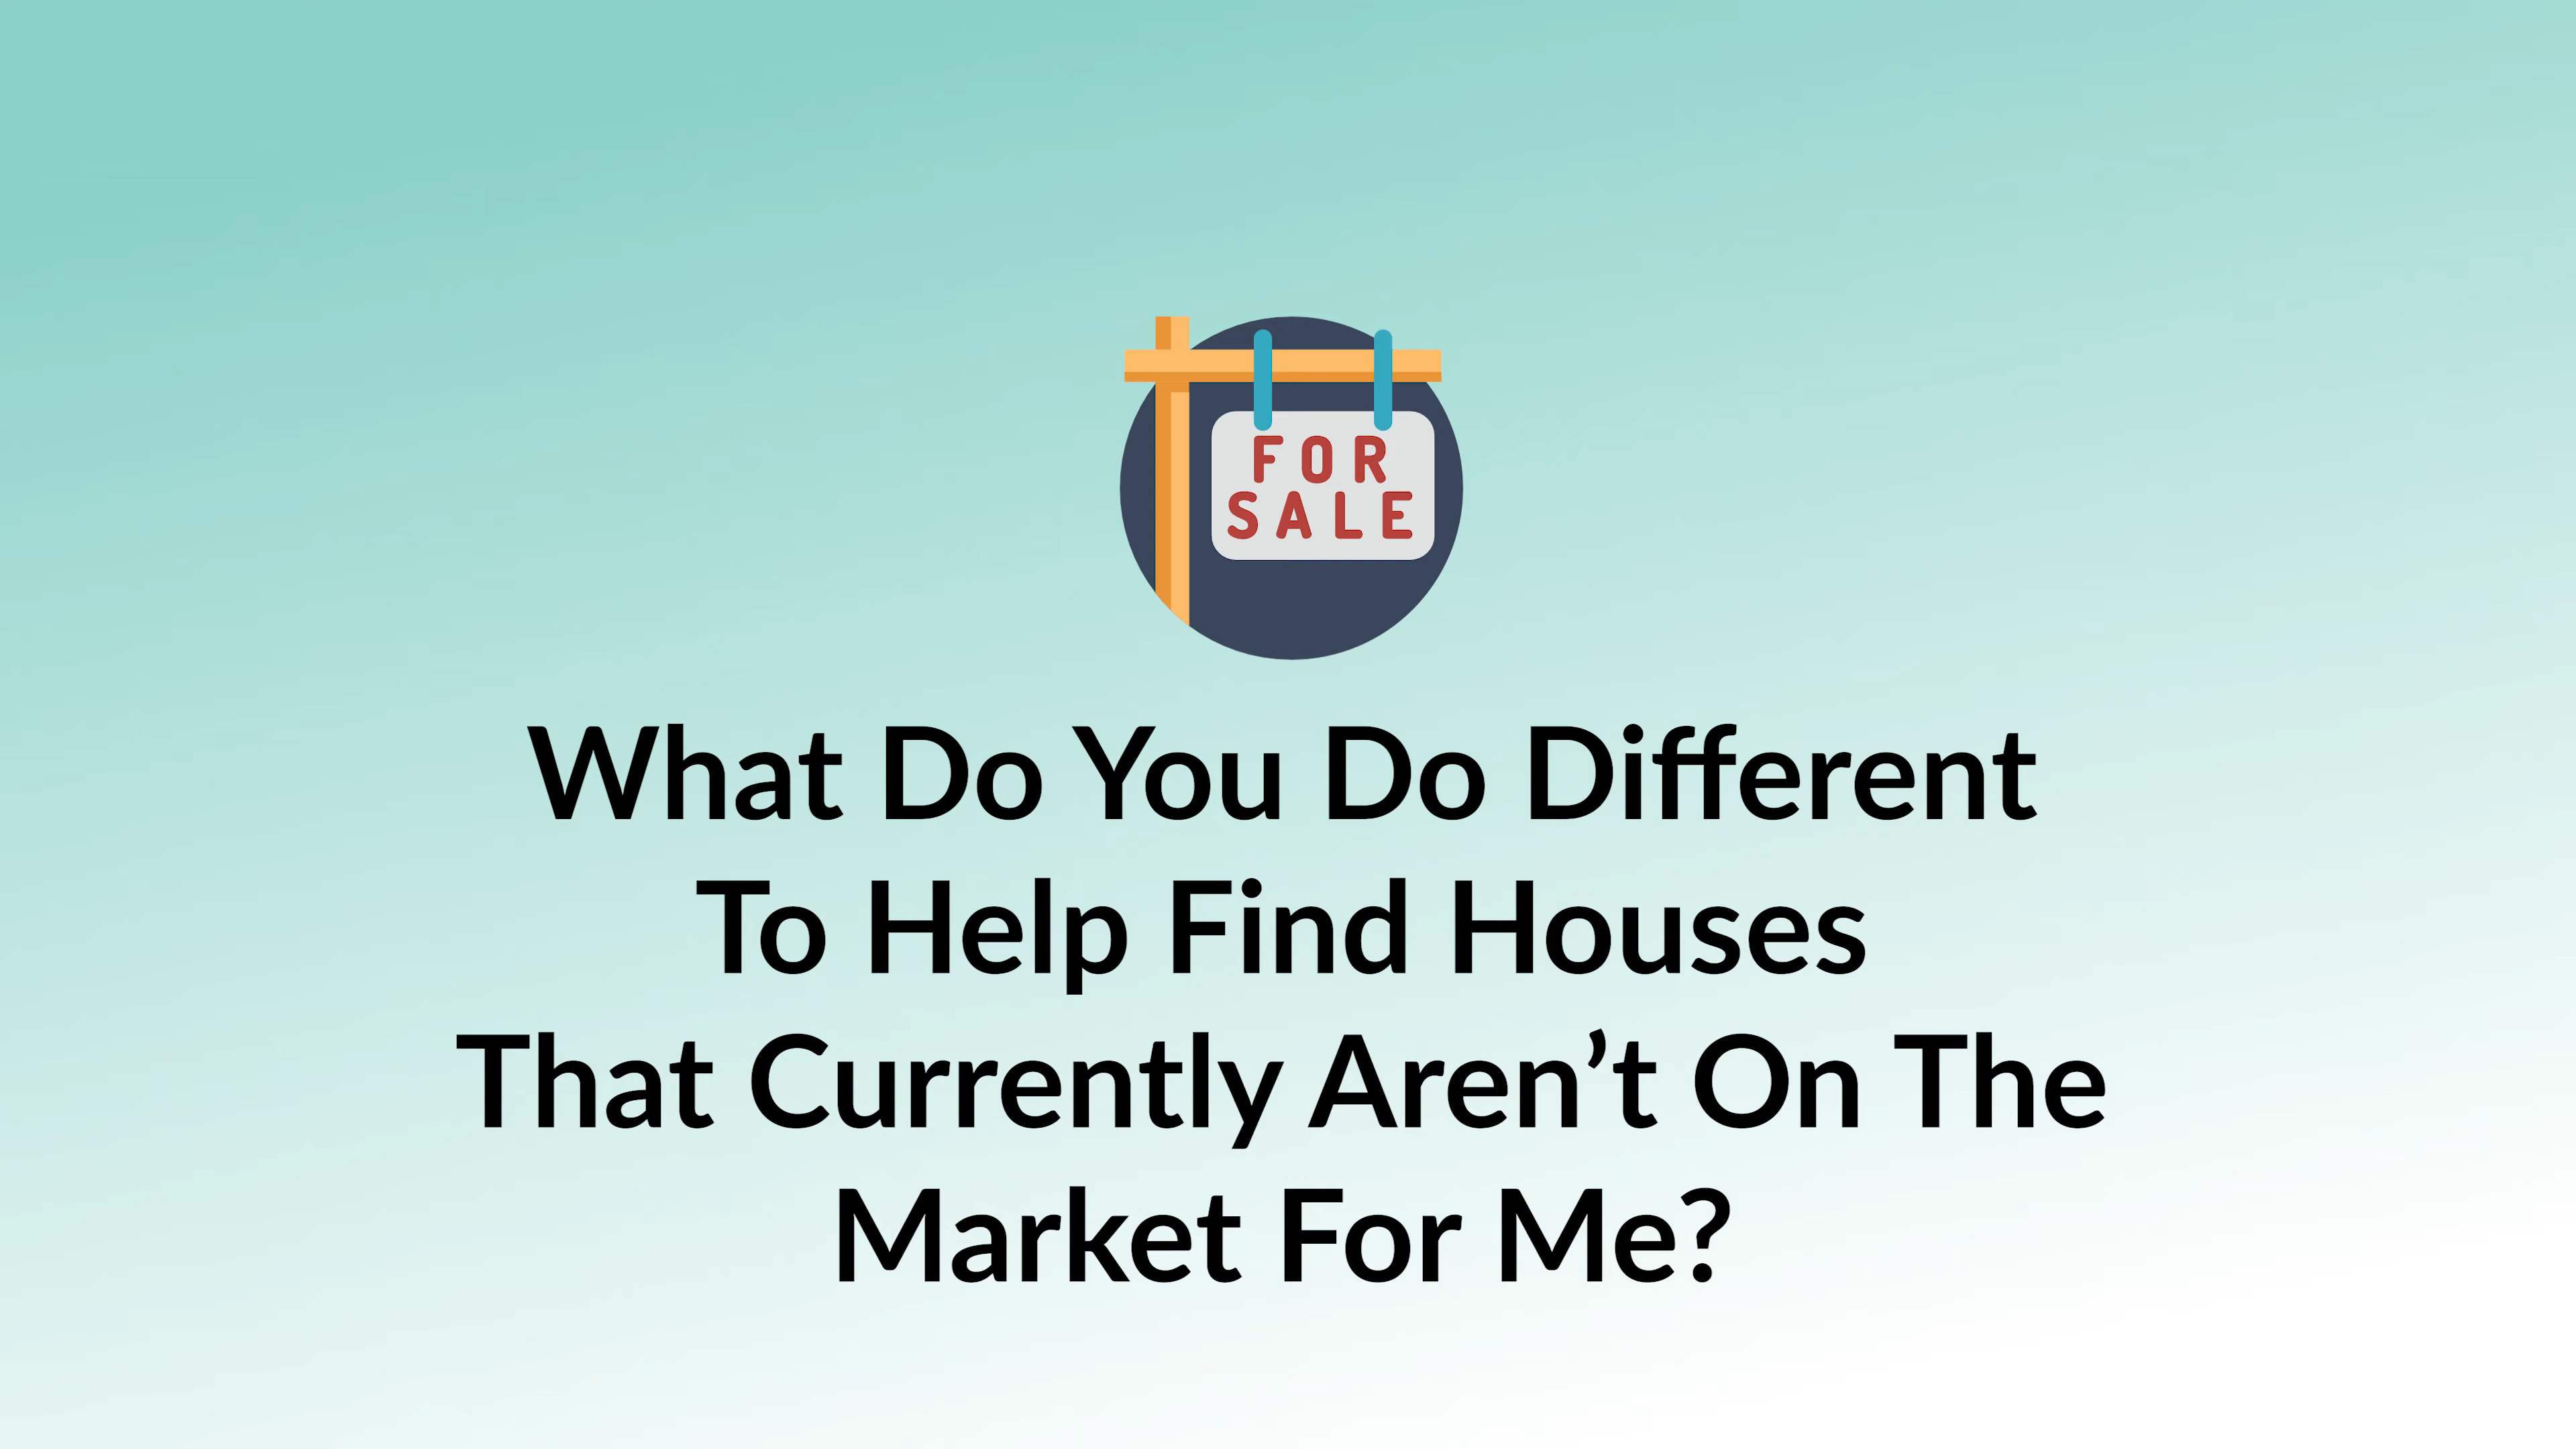 FOR
SALE
What Do You Do Different
To Help Find Houses
That Currently Aren’t On The
Market For Me?